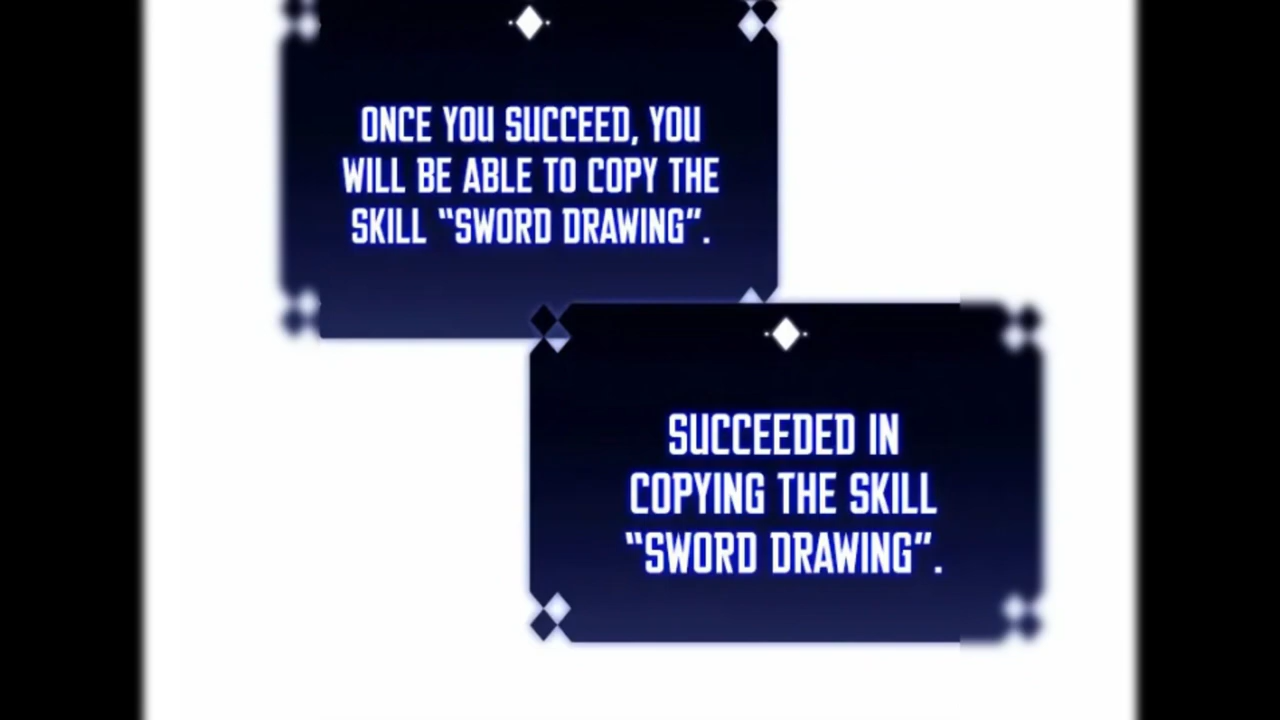 ONCE YOU SUCCEED, YOU
WILL BE ABLE TO COPY THE
SKILL “SWORD DRAWING”.
SUCCEEDED IN
COPYING THE SKILL
“SWORD DRAWING”.